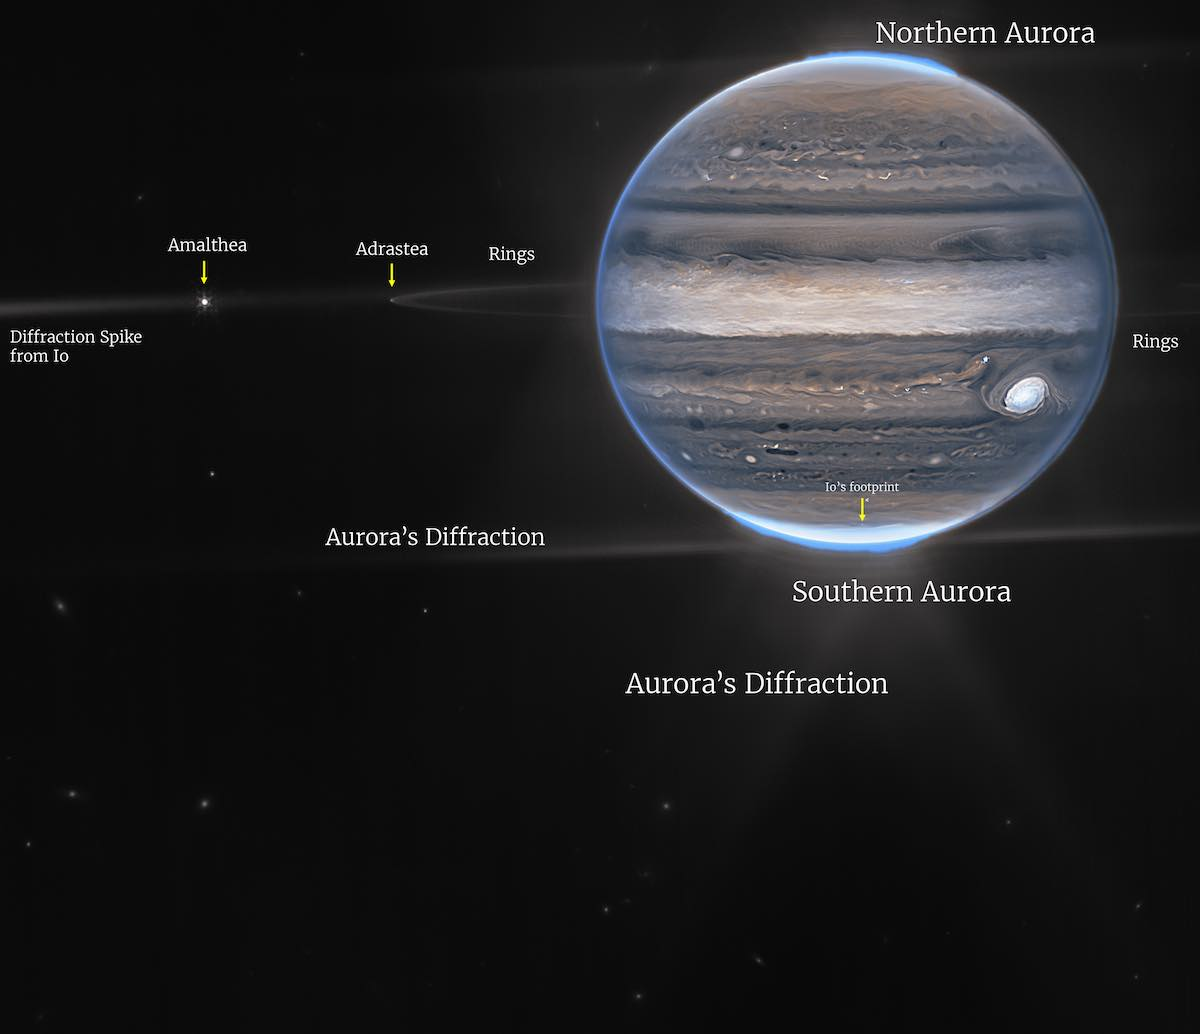 Northern Aurora
Amalthea
Adrastea
Rings
Diffraction Spike
from Io
Rings
Io’s footprint
Aurora’s Diffraction
Southern Aurora
Aurora’s Diffraction